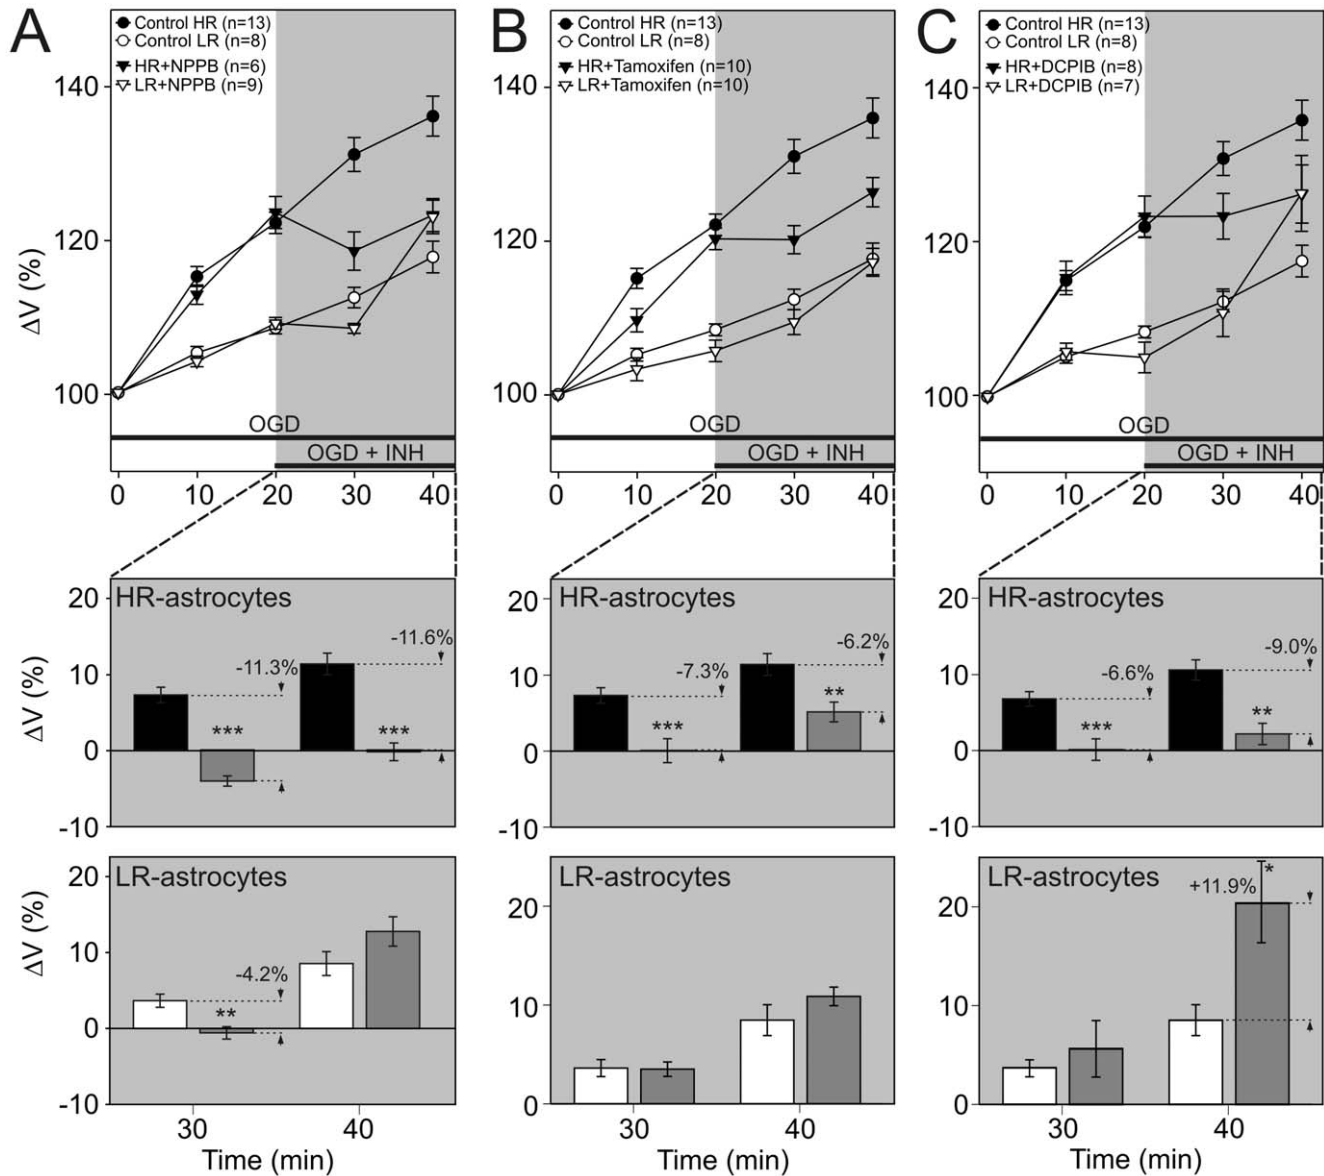 A
Control HR (n=13)
Control LR (n=8)
HR+NPPB (n=6)
LR+NPPB (n=9)
140
120
100
ΔV (%)
OGD
OGD + INH
0 10 20 30 40
B
Control HR (n=13)
Control LR (n=8)
HR+Tamoxifen (n=10)
LR+Tamoxifen (n=10)
140
120
100
OGD
OGD + INH
0 10 20 30 40
C
Control HR (n=13)
Control LR (n=8)
HR+DCPIB (n=8)
LR+DCPIB (n=7)
140
120
100
OGD
OGD + INH
0 10 20 30 40
HR-astrocytes
20
10
0
-10
ΔV (%)
-11.3%
-11.6%
***
***
HR-astrocytes
20
10
0
-10
-7.3%
-6.2%
***
**
HR-astrocytes
20
10
0
-10
-6.6%
-9.0%
***
**
LR-astrocytes
20
10
0
-10
ΔV (%)
-4.2%
**
30 40
Time (min)
LR-astrocytes
20
10
0
30 40
Time (min)
LR-astrocytes
20
10
0
+11.9%
*
30 40
Time (min)